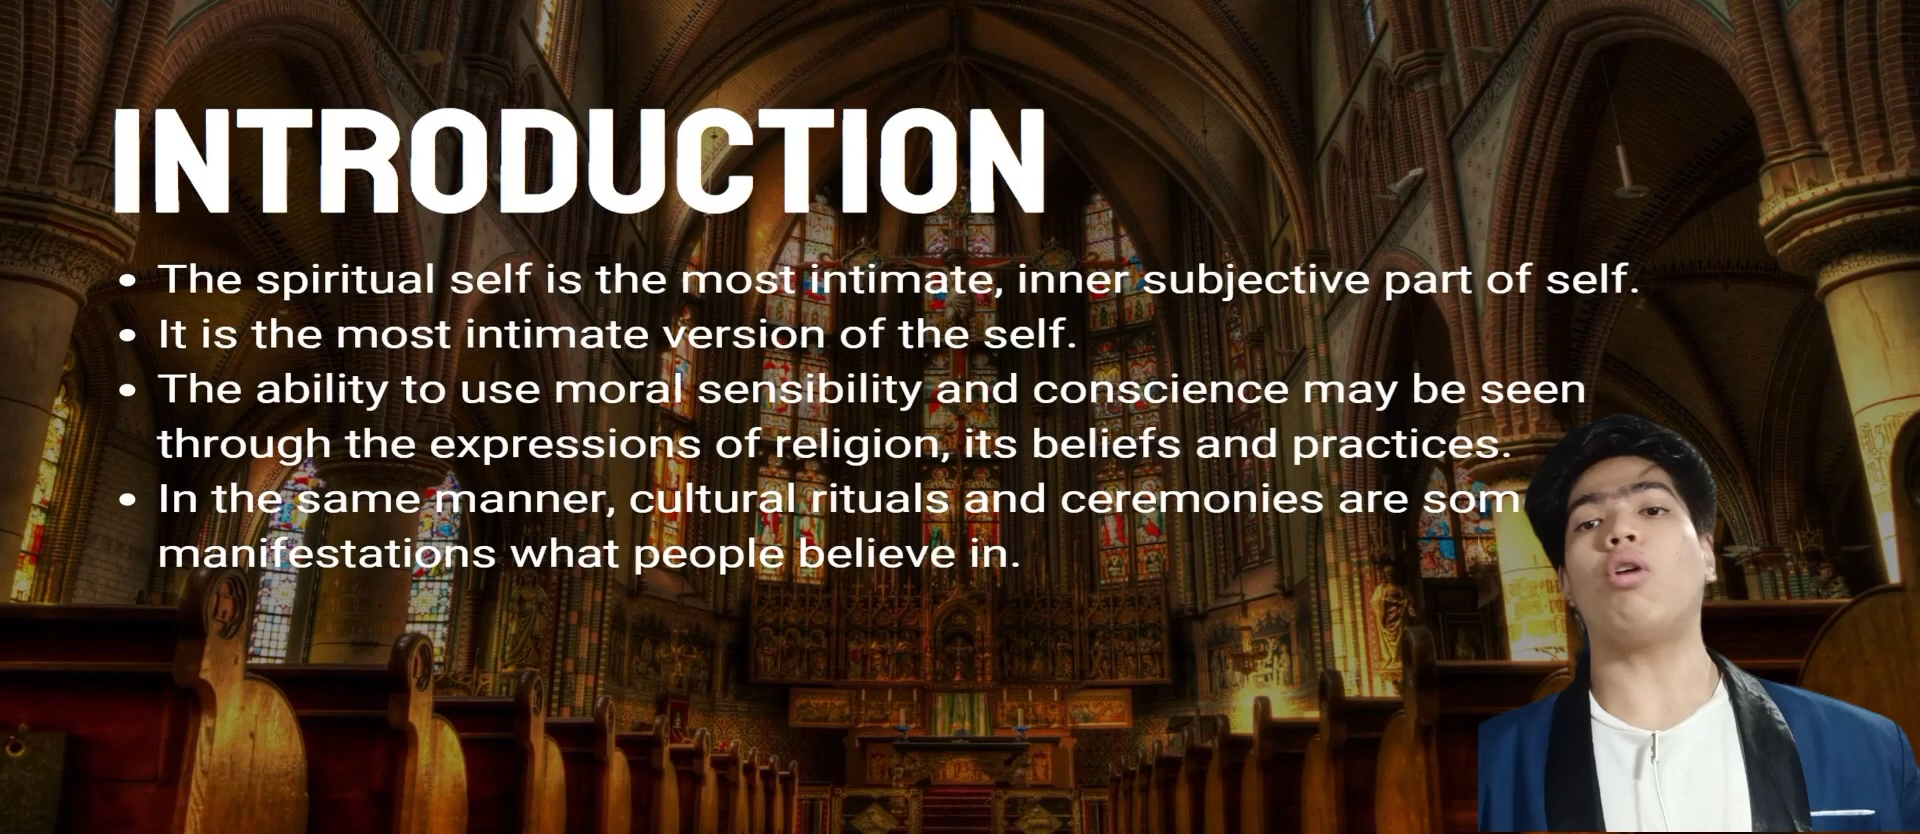 INTRODUCTION
• The spiritual self is the most intimate, inner subjective part of self.
• It is the most intimate version of the self.
• The ability to use moral sensibility and conscience may be seen
through the expressions of religion, its beliefs and practices.
• In the same manner, cultural rituals and ceremonies are
manifestations what people believe in.